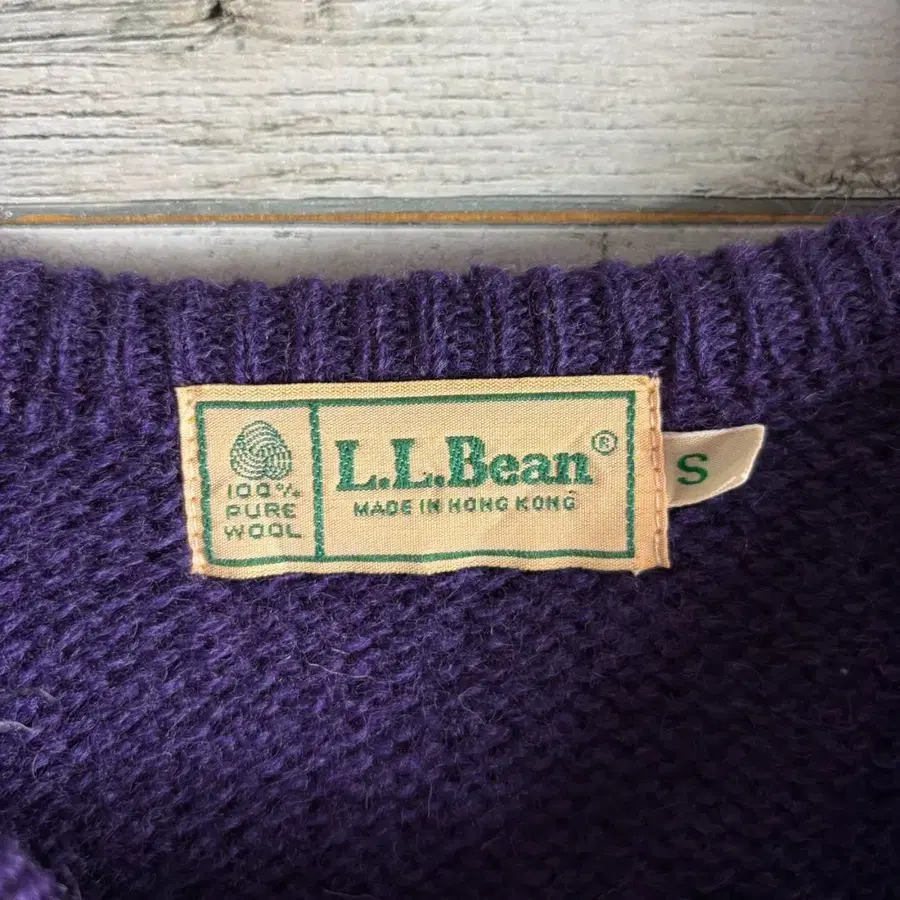 100%
PURE
WOOL
L.L.Bean®
MADE IN HONG KONG
S